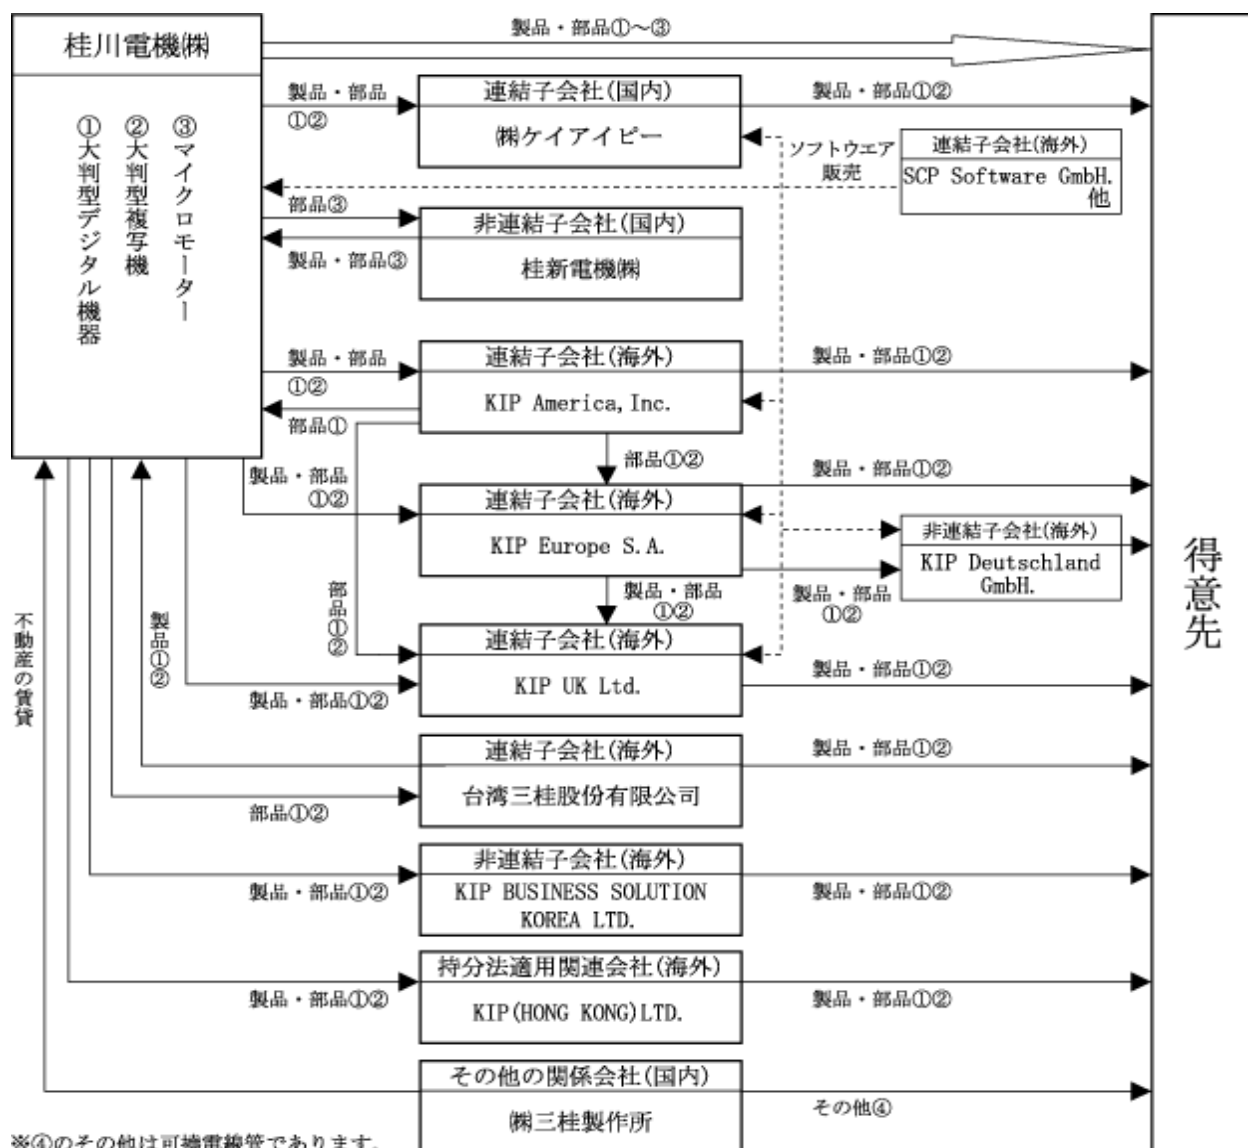 桂川電機㈱
①大判型デジタル機器
②大判型複写機
③マイクロモーター
製品・部品①~③
製品・部品
①②
連結子会社(国内)
㈱ケイアイピー
製品・部品①②
ソフトウエア
販売
連結子会社(海外)
SCP Software GmbH.
他
部品③
製品・部品③
非連結子会社(国内)
桂新電機㈱
製品・部品
①②
部品①
連結子会社(海外)
KIP America,Inc.
製品・部品①②
部品①②
製品・部品
①②
連結子会社(海外)
KIP Europe S.A.
製品・部品①②
非連結子会社(海外)
KIP Deutschland
GmbH.
製品・部品
①②
製品・部品
①②
部品①②
連結子会社(海外)
KIP UK Ltd.
製品・部品①②
製品・部品①②
不動産の賃貸
製品①②
連結子会社(海外)
台湾三桂股份有限公司
製品・部品①②
部品①②
非連結子会社(海外)
KIP BUSINESS SOLUTION
KOREA LTD.
製品・部品①②
製品・部品①②
持分法適用関連会社(海外)
KIP(HONG KONG)LTD.
製品・部品①②
製品・部品①②
その他の関係会社(国内)
㈱三桂製作所
その他④
得意先
※④のその他は可撓電線管であります。